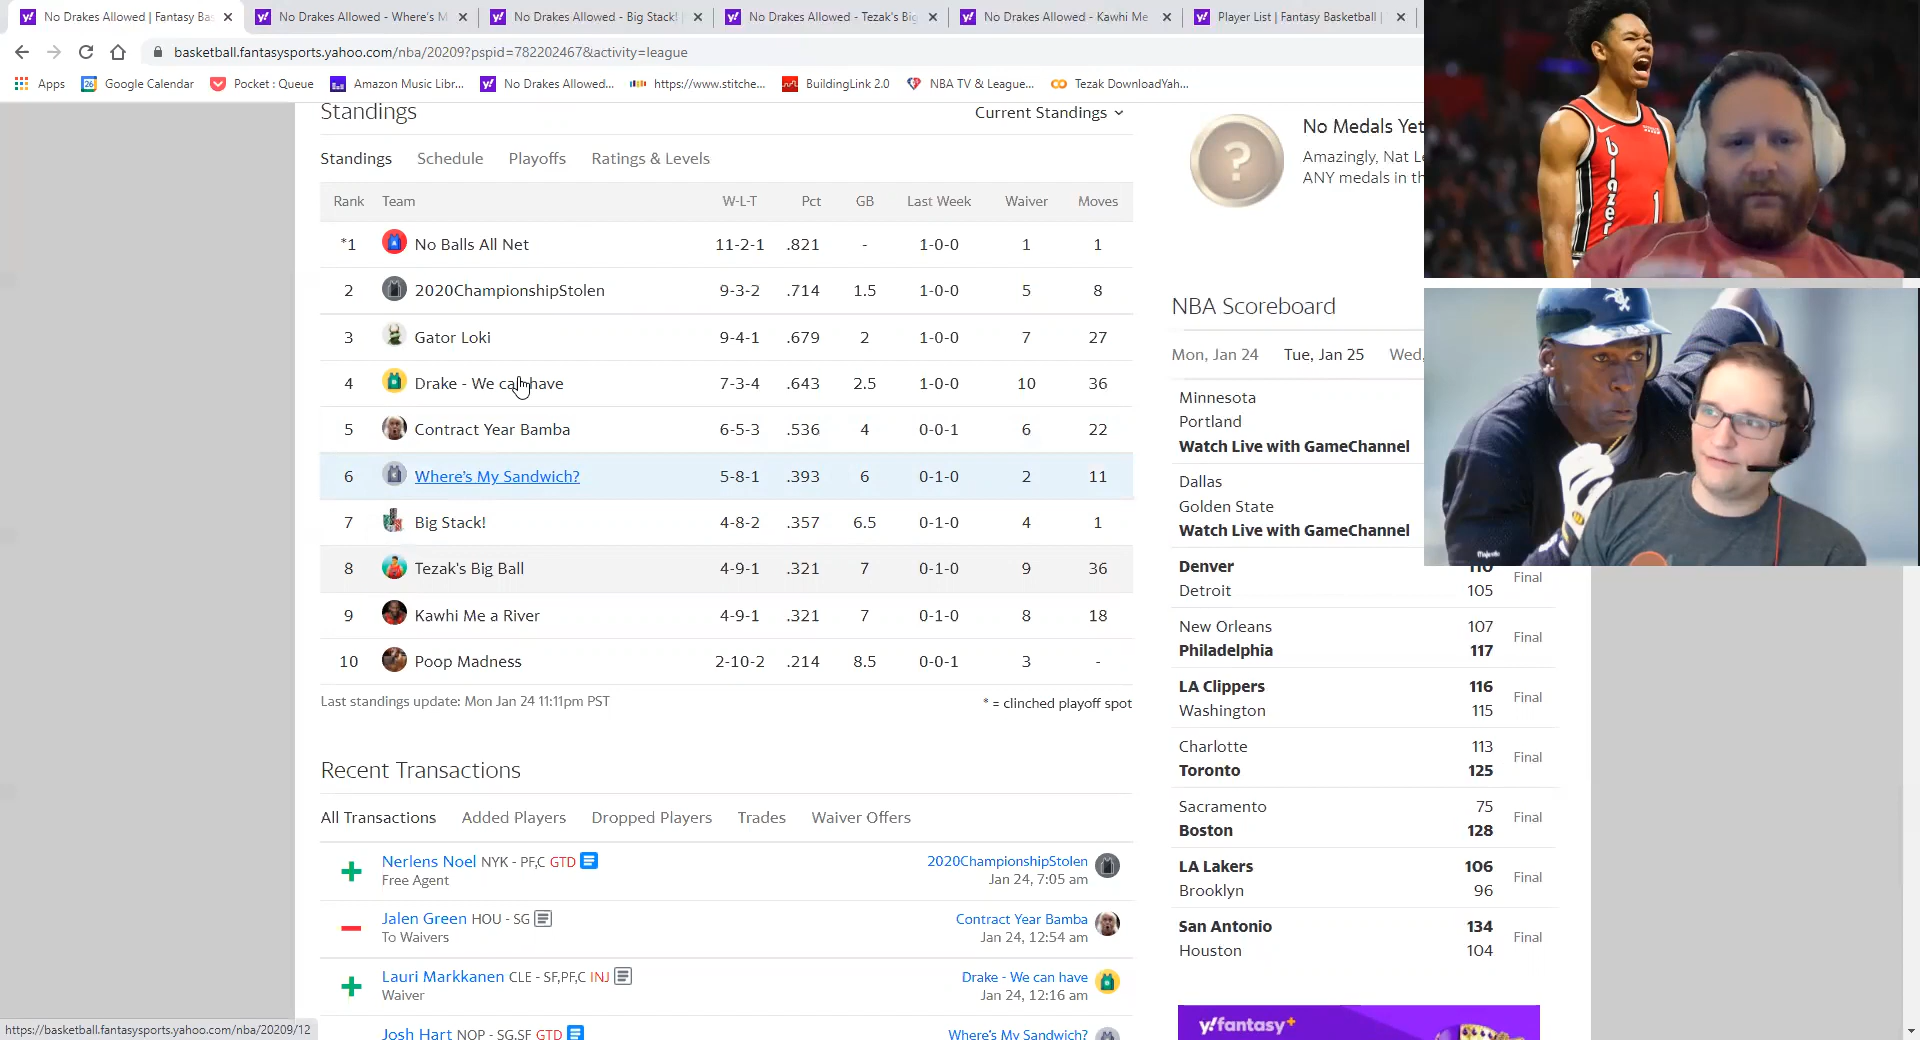 No Drakes Allowed | Fantasy Bas
No Drakes Allowed - Where's M
No Drakes Allowed - Big Stack!
No Drakes Allowed - Tezak's Big
No Drakes Allowed - Kawhi Me
Player List | Fantasy Basketball |
basketball.fantasysports.yahoo.com/nba/20209?pspid=782202467&activity=league
Apps Google Calendar Pocket : Queue Amazon Music Libr... No Drakes Allowed... https://www.stitche... BuildingLink 2.0 NBA TV & League... Tezak DownloadYah...
Standings
Current Standings
Standings Schedule Playoffs Ratings & Levels
Rank Team W-L-T Pct GB Last Week Waiver Moves
*1 No Balls All Net 11-2-1 .821 - 1-0-0 1 1
2 2020ChampionshipStolen 9-3-2 .714 1.5 1-0-0 5 8
3 Gator Loki 9-4-1 .679 2 1-0-0 7 27
4 Drake - We can have 7-3-4 .643 2.5 1-0-0 10 36
5 Contract Year Bamba 6-5-3 .536 4 0-0-1 6 22
6 Where's My Sandwich? 5-8-1 .393 6 0-1-0 2 11
7 Big Stack! 4-8-2 .357 6.5 0-1-0 4 1
8 Tezak's Big Ball 4-9-1 .321 7 0-1-0 9 36
9 Kawhi Me a River 4-9-1 .321 7 0-1-0 8 18
10 Poop Madness 2-10-2 .214 8.5 0-0-1 3 -
Last standings update: Mon Jan 24 11:11pm PST
* = clinched playoff spot
Recent Transactions
All Transactions Added Players Dropped Players Trades Waiver Offers
Nerlens Noel NYK - PF,C GTD
Free Agent
2020ChampionshipStolen
Jan 24, 7:05 am
Jalen Green HOU - SG
To Waivers
Contract Year Bamba
Jan 24, 12:54 am
Lauri Markkanen CLE - SF,PF,C INJ
Waiver
Drake - We can have
Jan 24, 12:16 am
Josh Hart NOP - SG,SF GTD
Where's My Sandwich?
https://basketball.fantasysports.yahoo.com/nba/20209/12
?
No Medals Yet
Amazingly, Nat Le
ANY medals in th
NBA Scoreboard
Mon, Jan 24 Tue, Jan 25 Wed,
Minnesota
Portland
Watch Live with GameChannel
Dallas
Golden State
Watch Live with GameChannel
Denver 110
Detroit 105
Final
New Orleans 107
Philadelphia 117
Final
LA Clippers 116
Washington 115
Final
Charlotte 113
Toronto 125
Final
Sacramento 75
Boston 128
Final
LA Lakers 106
Brooklyn 96
Final
San Antonio 134
Houston 104
Final
y!fantasy+
blazer
1
Majestic